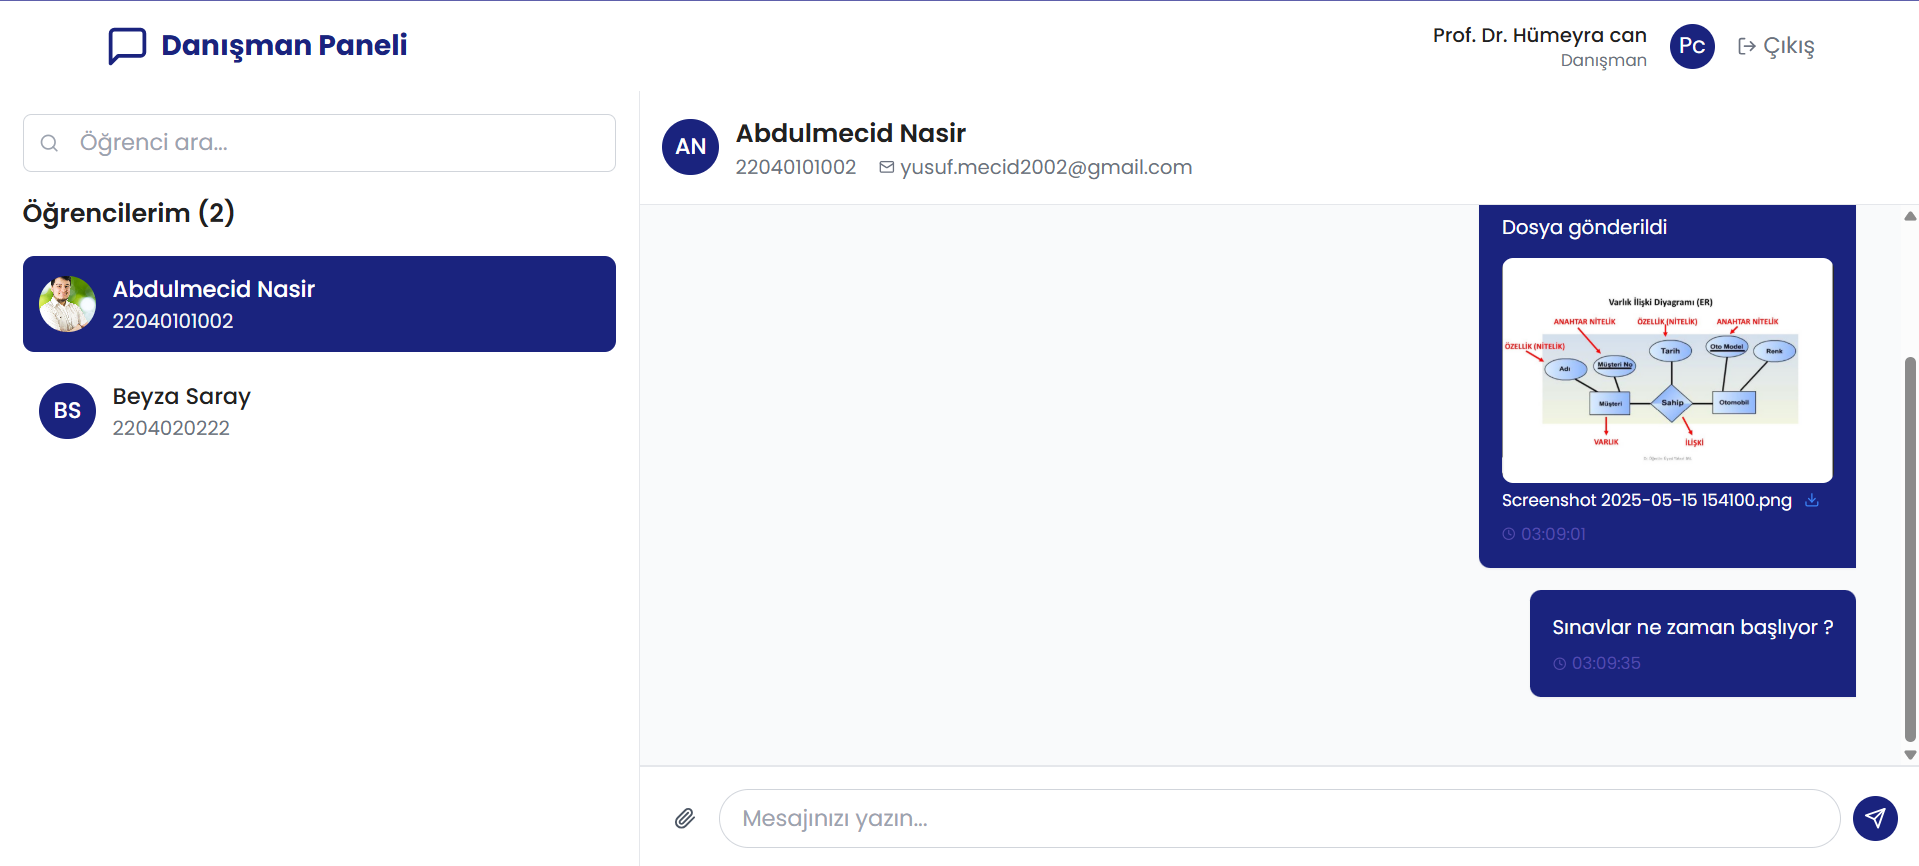 Danışman Paneli
Prof. Dr. Hümeyra can
Danışman
Pc
Çıkış
Öğrenci ara...
Öğrencilerim (2)
Abdulmecid Nasir
22040101002
BS
Beyza Saray
2204020222
AN
Abdulmecid Nasir
22040101002
yusuf.mecid2002@gmail.com
Dosya gönderildi
Varlık İlişki Diyagramı (ER)
ANAHTAR NİTELİK
ÖZELLİK (NİTELİK)
ANAHTAR NİTELİK
ÖZELLİK (NİTELİK)
Adı
Müşteri No
Tarih
Oto Model
Renk
Müşteri
Sahip
Otomobil
VARLIK
İLİŞKİ
Screenshot 2025-05-15 154100.png
03:09:01
Sınavlar ne zaman başlıyor ?
03:09:35
Mesajınızı yazın...